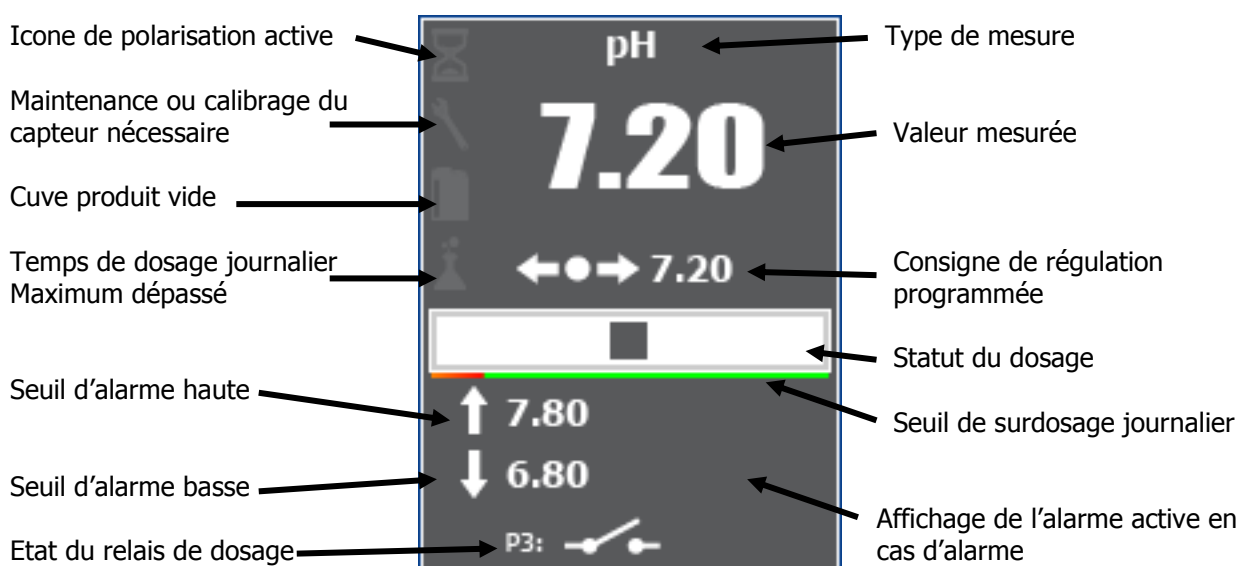 Icone de polarisation active
Maintenance ou calibrage du
capteur nécessaire
Cuve produit vide
Temps de dosage journalier
Maximum dépassé
Seuil d’alarme haute
Seuil d’alarme basse
Etat du relais de dosage
pH
7.20
7.20
7.80
6.80
P3:
Type de mesure
Valeur mesurée
Consigne de régulation
programmée
Statut du dosage
Seuil de surdosage journalier
Affichage de l’alarme active en
cas d’alarme